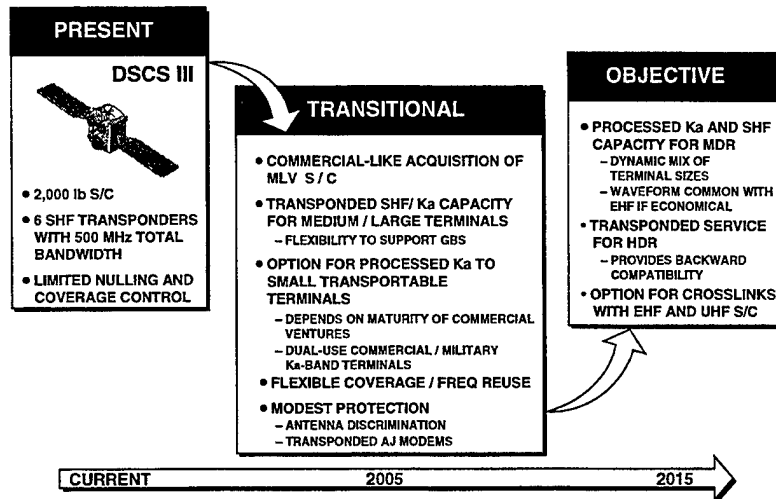 PRESENT
DSCS III
• 2,000 lb S/C
• 6 SHF TRANSPONDERS
WITH 500 MHz TOTAL
BANDWIDTH
• LIMITED NULLING AND
COVERAGE CONTROL
TRANSITIONAL
• COMMERCIAL-LIKE ACQUISITION OF
MLV S / C
• TRANSPONDED SHF/ Ka CAPACITY
FOR MEDIUM / LARGE TERMINALS
– FLEXIBILITY TO SUPPORT GBS
• OPTION FOR PROCESSED Ka TO
SMALL TRANSPORTABLE
TERMINALS
– DEPENDS ON MATURITY OF COMMERCIAL
VENTURES
– DUAL-USE COMMERCIAL / MILITARY
Ka-BAND TERMINALS
• FLEXIBLE COVERAGE / FREQ REUSE
• MODEST PROTECTION
– ANTENNA DISCRIMINATION
– TRANSPONDED AJ MODEMS
OBJECTIVE
• PROCESSED Ka AND SHF
CAPACITY FOR MDR
– DYNAMIC MIX OF
TERMINAL SIZES
– WAVEFORM COMMON WITH
EHF IF ECONOMICAL
• TRANSPONDED SERVICE
FOR HDR
– PROVIDES BACKWARD
COMPATIBILITY
• OPTION FOR CROSSLINKS
WITH EHF AND UHF S/C
CURRENT 2005 2015